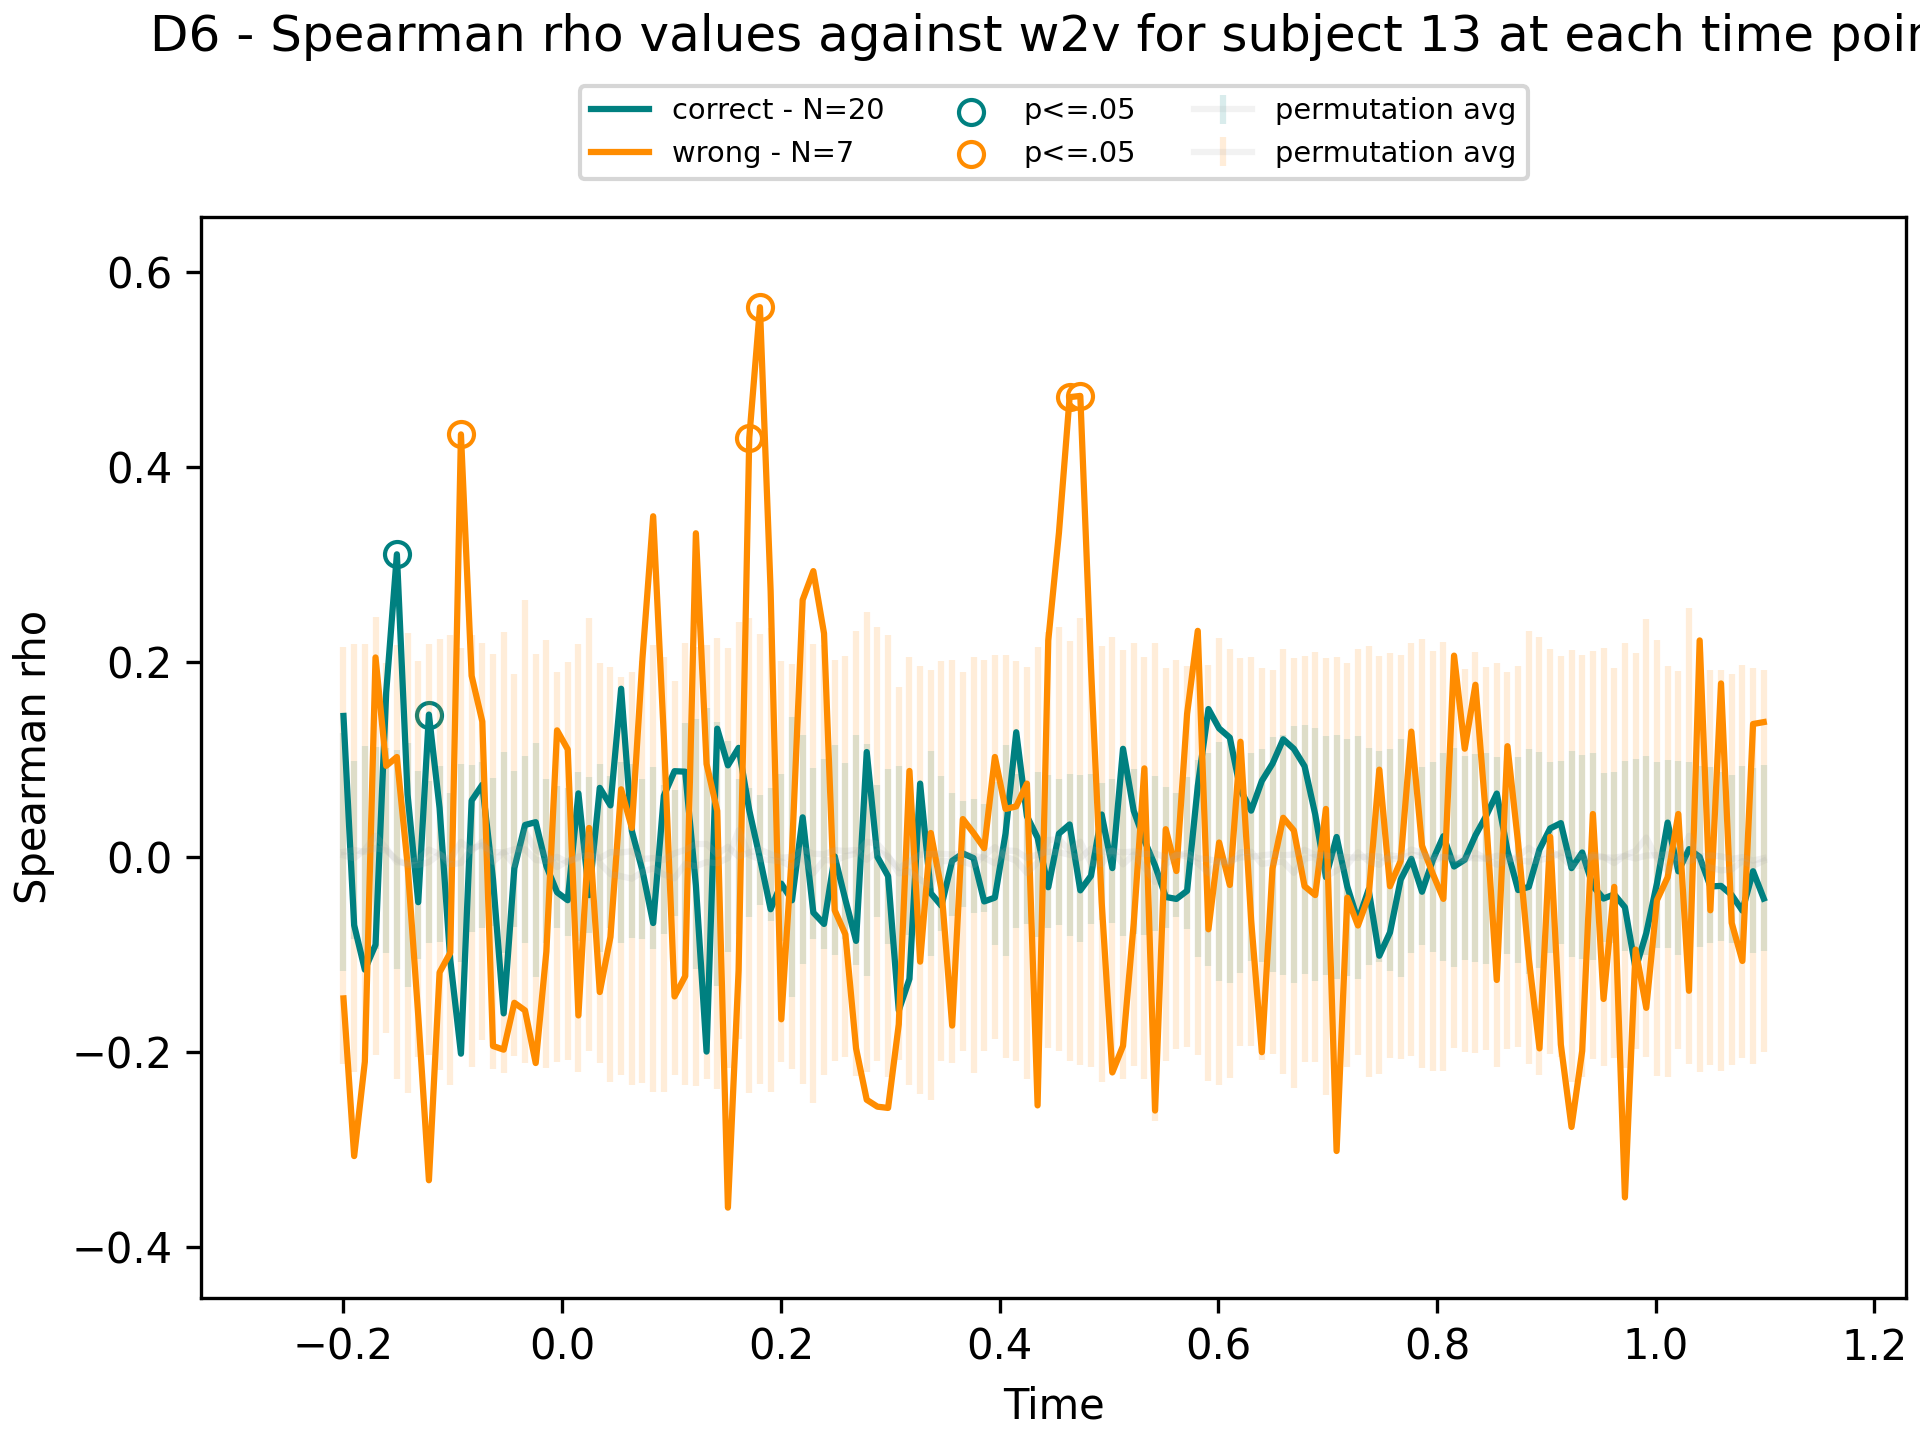 D6 - Spearman rho values against w2v for subject 13 at each time poin
correct - N=20
wrong - N=7
p<=.05
p<=.05
permutation avg
permutation avg
Spearman rho
0.6
0.4
0.2
0.0
−0.2
−0.4
−0.2 0.0 0.2 0.4 0.6 0.8 1.0 1.2
Time